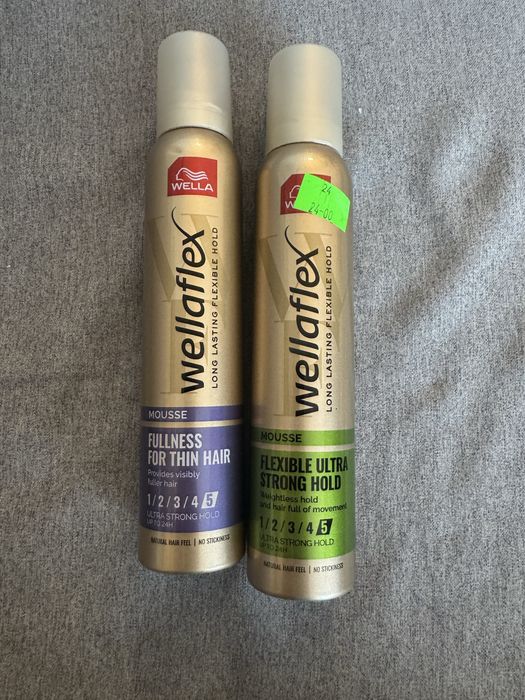 WELLA
wellaflex
LONG LASTING FLEXIBLE HOLD
MOUSSE
FULLNESS
FOR THIN HAIR
Provides visibly
fuller hair
1/2/3/4/5
ULTRA STRONG HOLD
UP TO 24H
NATURAL HAIR FEEL | NO STICKINESS
24
24-00
wellaflex
LONG LASTING FLEXIBLE HOLD
MOUSSE
FLEXIBLE ULTRA
STRONG HOLD
Weightless hold
and hair full of movement
1/2/3/4/5
ULTRA STRONG HOLD
UP TO 24H
NATURAL HAIR FEEL | NO STICKINESS